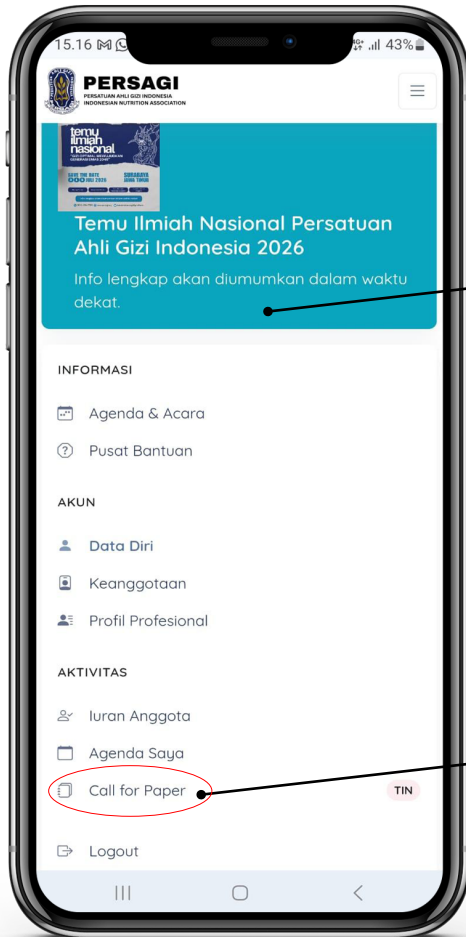 15.16
43%
PERSAGI
PERSATUAN AHLI GIZI INDONESIA
INDONESIAN NUTRITION ASSOCIATION
temu
ilmiah
nasional
SAVE THE DATE
SURABAYA
JAWA TIMUR
Temu Ilmiah Nasional Persatuan
Ahli Gizi Indonesia 2026
Info lengkap akan diumumkan dalam waktu
dekat.
INFORMASI
Agenda & Acara
Pusat Bantuan
AKUN
Data Diri
Keanggotaan
Profil Profesional
AKTIVITAS
Iuran Anggota
Agenda Saya
Call for Paper
TIN
Logout